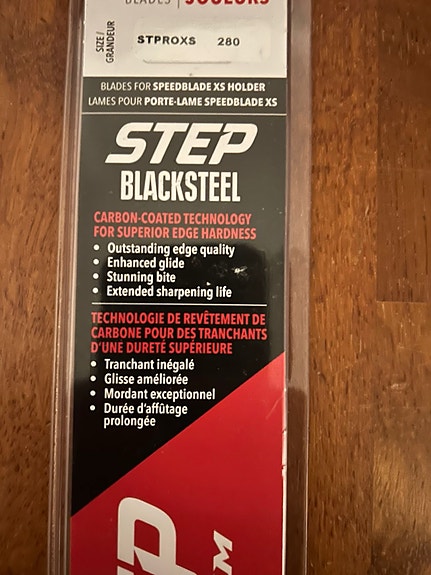 BLADES | JOUEURS
SIZE/
GRANDEUR
STPROXS 280
BLADES FOR SPEEDBLADE XS HOLDER
LAMES POUR PORTE-LAME SPEEDBLADE XS
STEP
BLACKSTEEL
CARBON-COATED TECHNOLOGY
FOR SUPERIOR EDGE HARDNESS
• Outstanding edge quality
• Enhanced glide
• Stunning bite
• Extended sharpening life
TECHNOLOGIE DE REVÊTEMENT DE
CARBONE POUR DES TRANCHANTS
D'UNE DURETÉ SUPÉRIEURE
• Tranchant inégalé
• Glisse améliorée
• Mordant exceptionnel
• Durée d'affûtage
prolongée